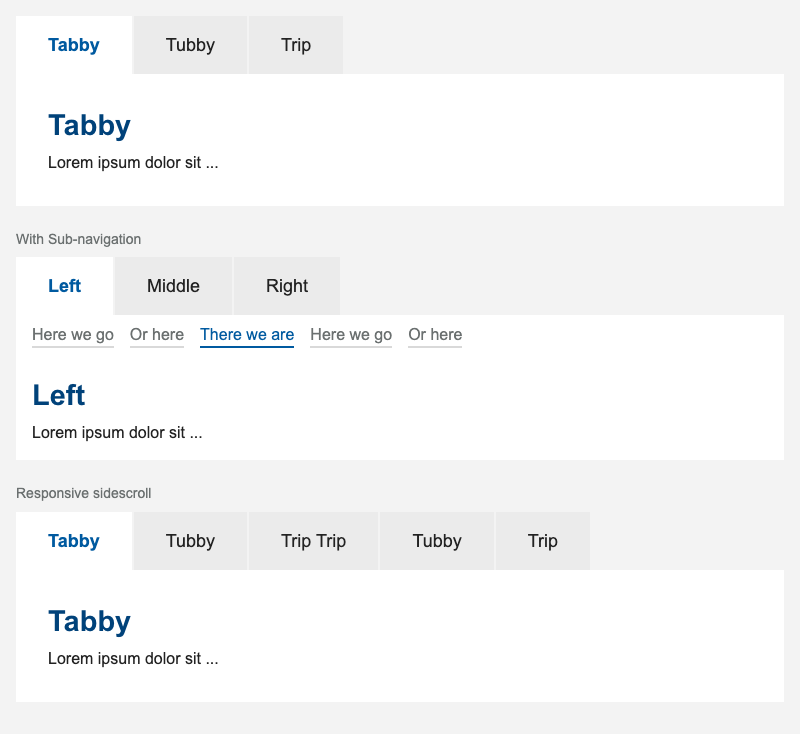 Tabby Tubby Trip
Tabby
Lorem ipsum dolor sit ...
With Sub-navigation
Left Middle Right
Here we go Or here There we are Here we go Or here
Left
Lorem ipsum dolor sit ...
Responsive sidescroll
Tabby Tubby Trip Trip Tubby Trip
Tabby
Lorem ipsum dolor sit ...